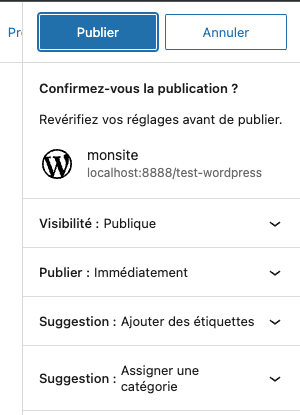 Pr
Publier
Annuler
Confirmez-vous la publication ?
Revérifiez vos réglages avant de publier.
monsite
localhost:8888/test-wordpress
Visibilité : Publique
Publier : Immédiatement
Suggestion : Ajouter des étiquettes
Suggestion : Assigner une
catégorie